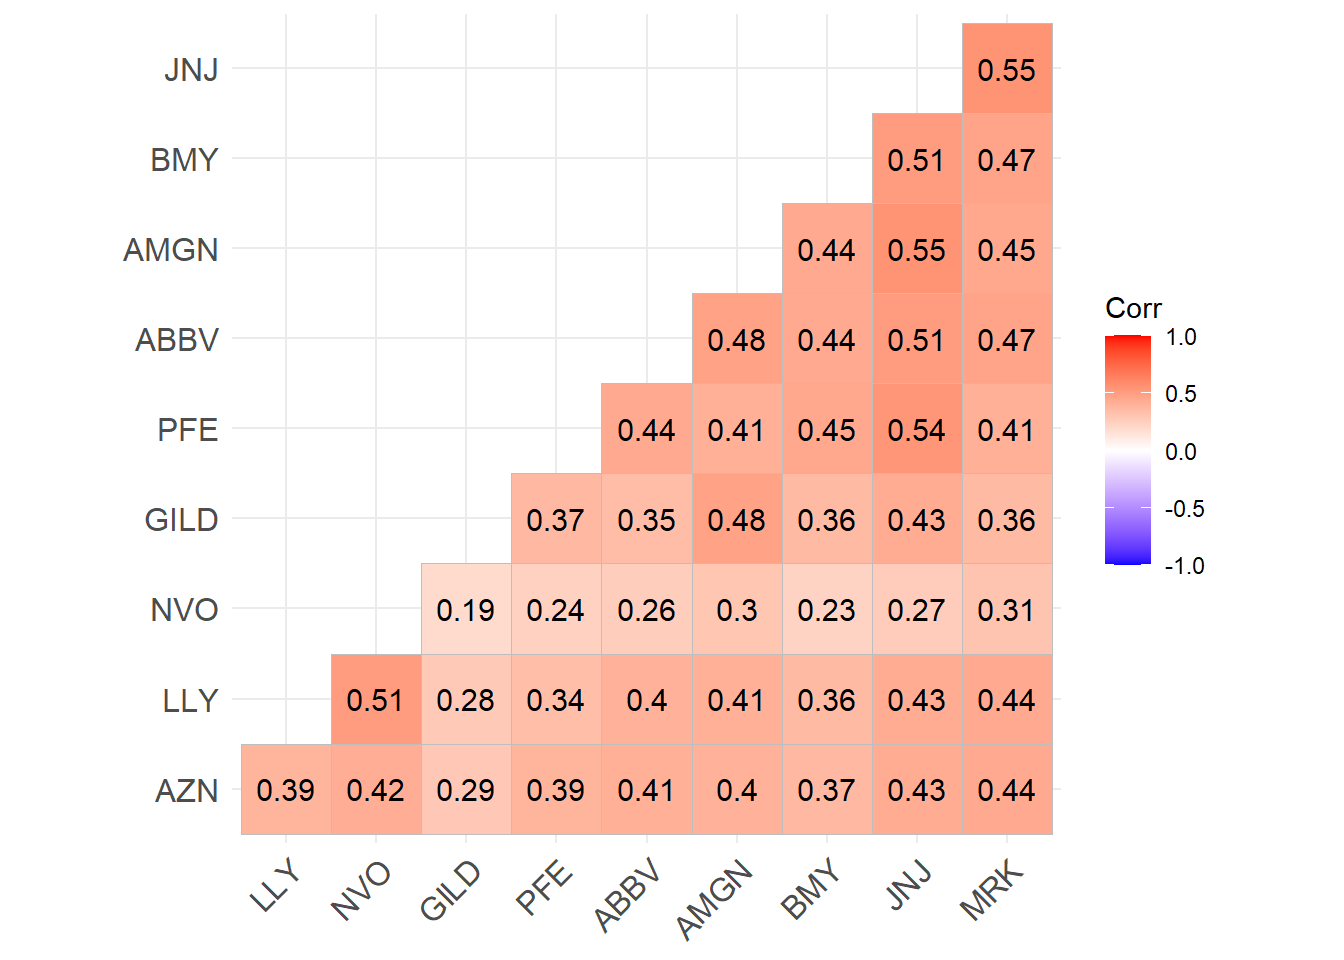 JNJ 0.55
BMY 0.51 0.47
AMGN 0.44 0.55 0.45
ABBV 0.48 0.44 0.51 0.47
PFE 0.44 0.41 0.45 0.54 0.41
GILD 0.37 0.35 0.48 0.36 0.43 0.36
NVO 0.19 0.24 0.26 0.3 0.23 0.27 0.31
LLY 0.51 0.28 0.34 0.4 0.41 0.36 0.43 0.44
AZN 0.39 0.42 0.29 0.39 0.41 0.4 0.37 0.43 0.44
LLY NVO GILD PFE ABBV AMGN BMY JNJ MRK
Corr
1.0
0.5
0.0
-0.5
-1.0